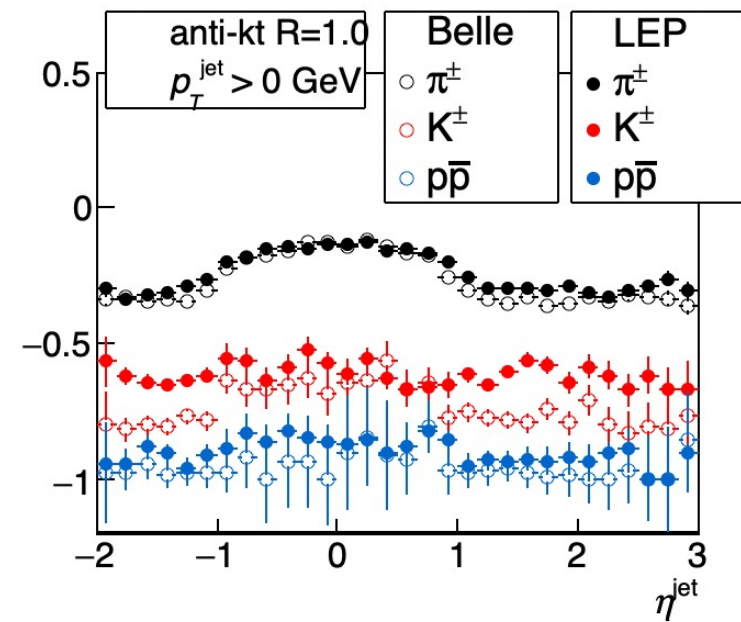 anti-kt R=1.0
p_T^jet > 0 GeV
Belle
π±
K±
pp̅
LEP
π±
K±
pp̅
0.5
0
−0.5
−1
−2 −1 0 1 2 3
η^jet